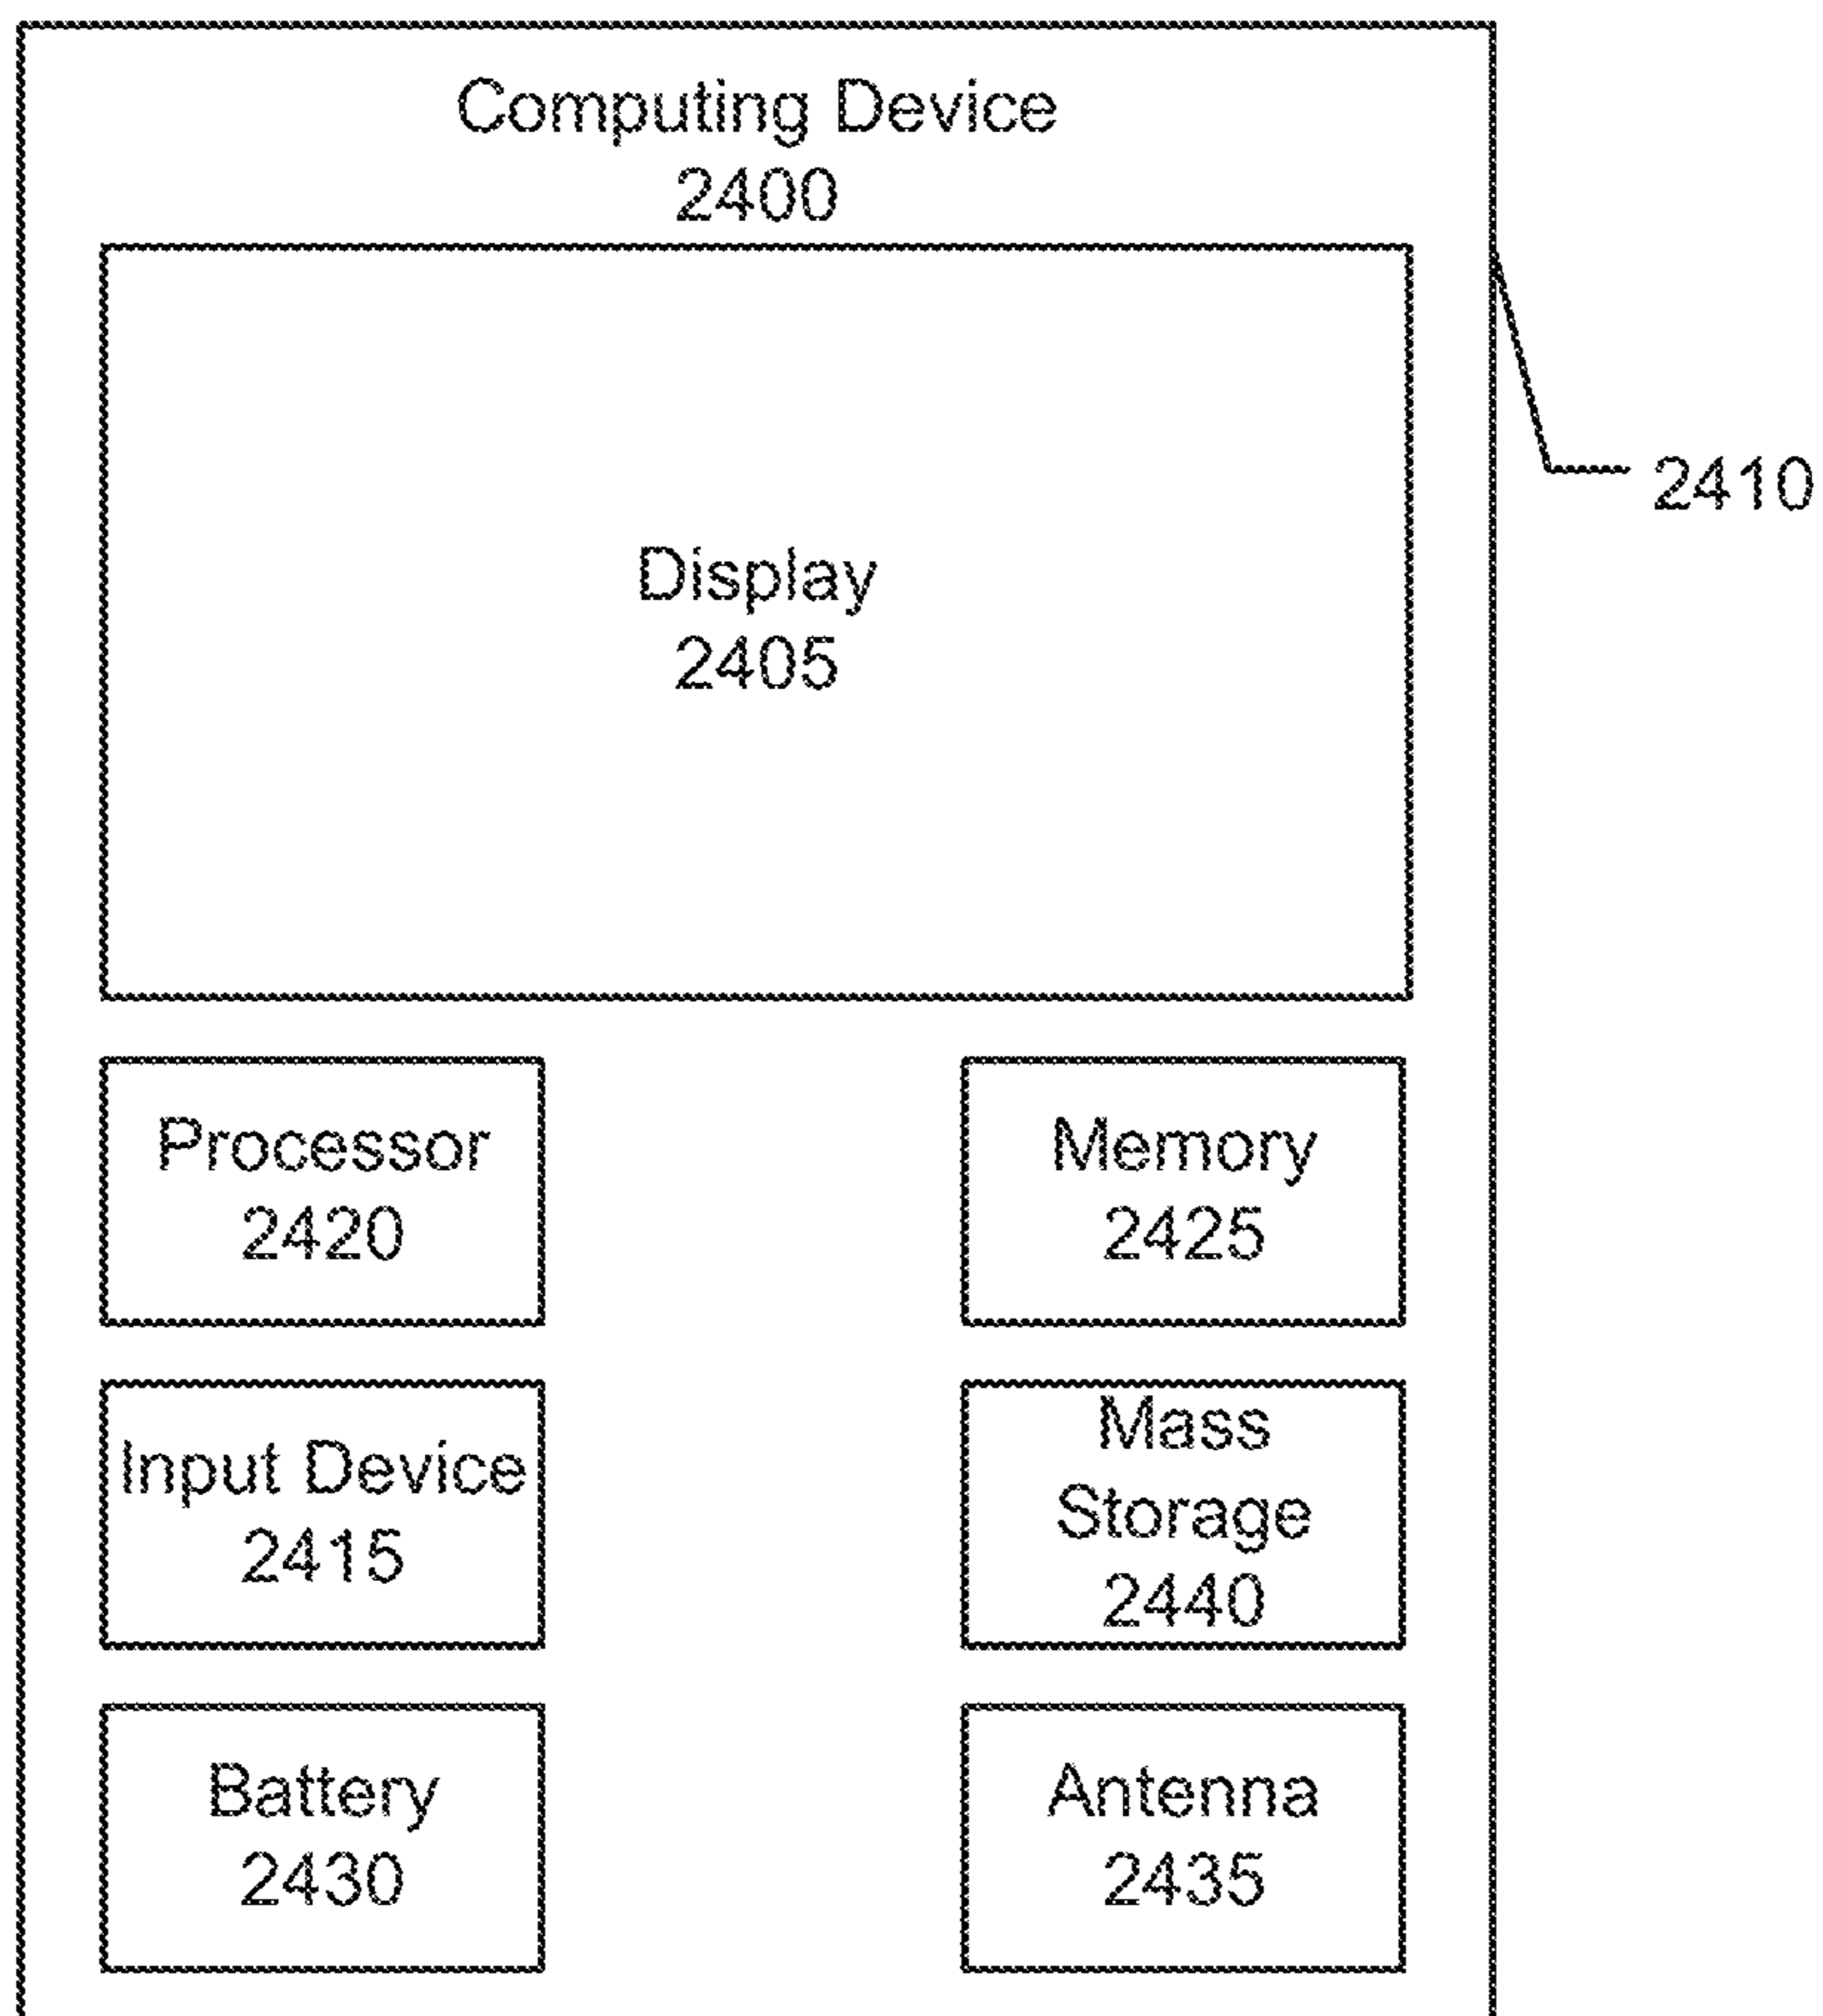 Computing Device
2400
2410
Display
2405
Processor
2420
Memory
2425
Input Device
2415
Mass
Storage
2440
Battery
2430
Antenna
2435